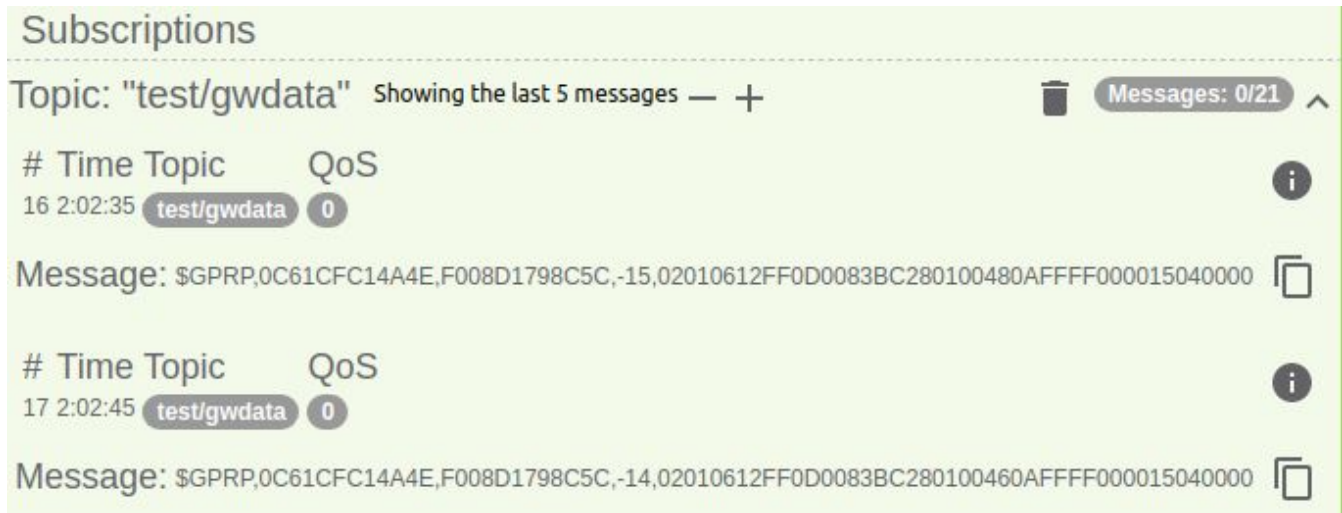 Subscriptions
Topic: "test/gwdata" Showing the last 5 messages — + Messages: 0/21
# Time Topic QoS
16 2:02:35 test/gwdata 0
Message: $GPRP,0C61CFC14A4E,F008D1798C5C,-15,02010612FF0D0083BC280100480AFFFF000015040000
# Time Topic QoS
17 2:02:45 test/gwdata 0
Message: $GPRP,0C61CFC14A4E,F008D1798C5C,-14,02010612FF0D0083BC280100460AFFFF000015040000